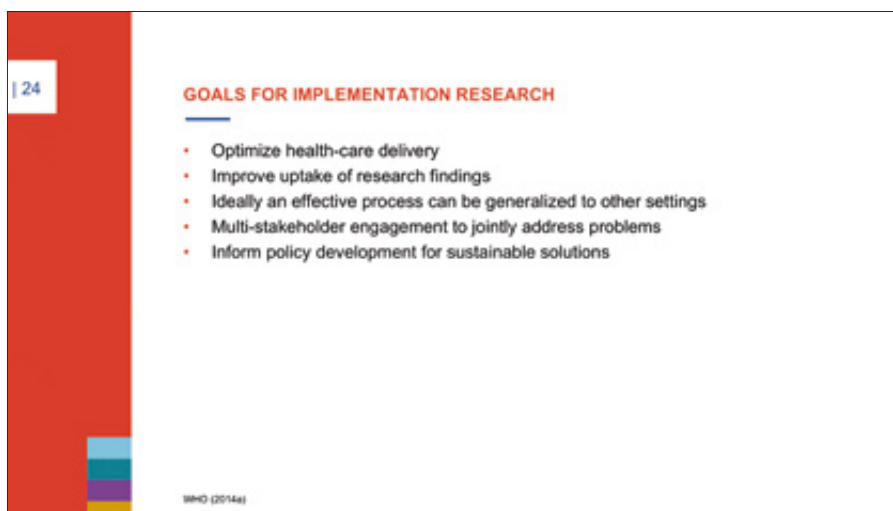 | 24
GOALS FOR IMPLEMENTATION RESEARCH
• Optimize health-care delivery
• Improve uptake of research findings
• Ideally an effective process can be generalized to other settings
• Multi-stakeholder engagement to jointly address problems
• Inform policy development for sustainable solutions
WHO (2014a)